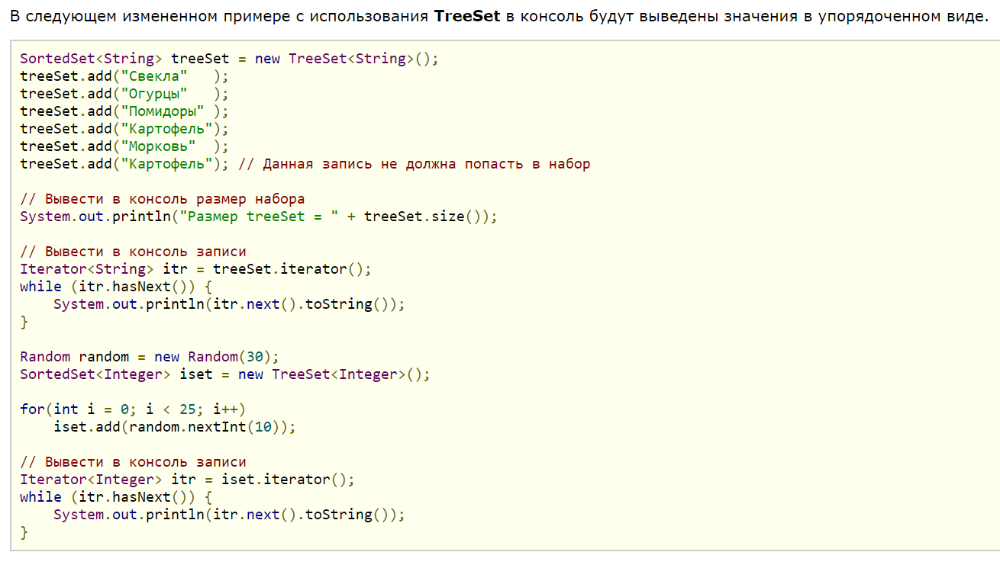 В следующем измененном примере с использования TreeSet в консоль будут выведены значения в упорядоченном виде.
SortedSet<String> treeSet = new TreeSet<String>();
treeSet.add("Свекла"   );
treeSet.add("Огурцы"   );
treeSet.add("Помидоры" );
treeSet.add("Картофель");
treeSet.add("Морковь"  );
treeSet.add("Картофель"); // Данная запись не должна попасть в набор
// Вывести в консоль размер набора
System.out.println("Размер treeSet = " + treeSet.size());
// Вывести в консоль записи
Iterator<String> itr = treeSet.iterator();
while (itr.hasNext()) {
    System.out.println(itr.next().toString());
}
Random random = new Random(30);
SortedSet<Integer> iset = new TreeSet<Integer>();
for(int i = 0; i < 25; i++)
    iset.add(random.nextInt(10));
// Вывести в консоль записи
Iterator<Integer> itr = iset.iterator();
while (itr.hasNext()) {
    System.out.println(itr.next().toString());
}